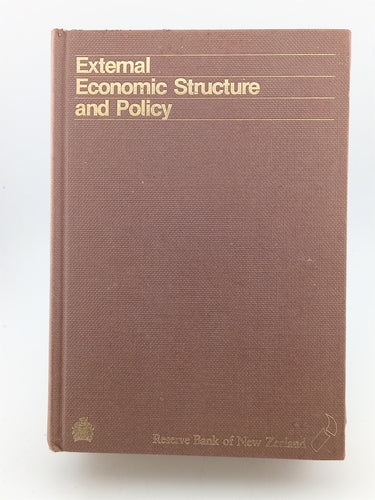 External
Economic Structure
and Policy
Reserve Bank of New Zealand